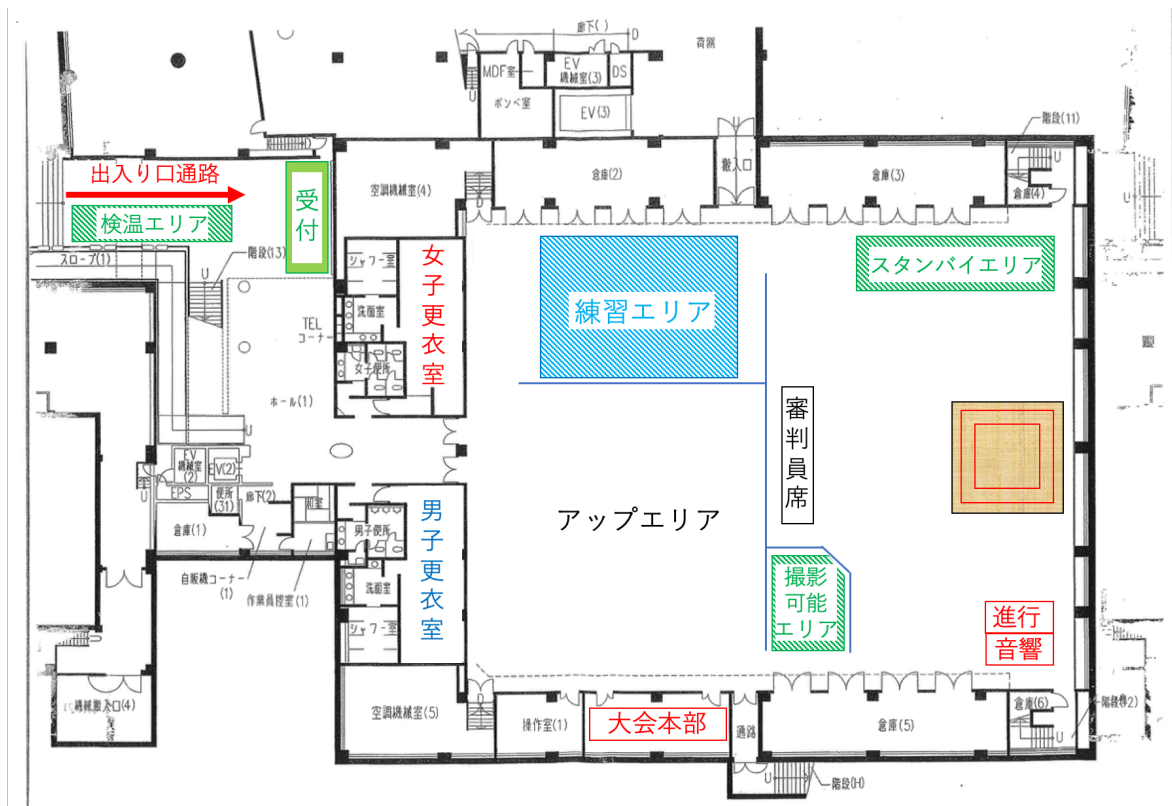 廊下( )
D
荷捌
MDF室
EV
機械室(3)
DS
U
ボンベ室
EV(3)
階段(11)
出入り口通路
検温エリア
受付
空調機械室(4)
D
倉庫(2)
搬入口
倉庫(3)
U
倉庫(4)
U
スロープ(1)
階段(13)
U
シャワー室
女子更衣室
練習エリア
スタンバイエリア
洗面室
TEL
コーナー
女子便所
ホール(1)
U
審判員席
EV
機械室
(2)
EV(2)
EPS
便所
(31)
廊下(2)
和室
U
倉庫(1)
男子便所
男子更衣室
アップエリア
自販機コーナー
(1)
作業員控室(1)
洗面室
撮影
可能
エリア
シャワー室
進行
音響
U
U
機械搬入口(4)
空調機械室(5)
U
操作室(1)
大会本部
通路
倉庫(5)
倉庫(6)
U
U
階段(H)